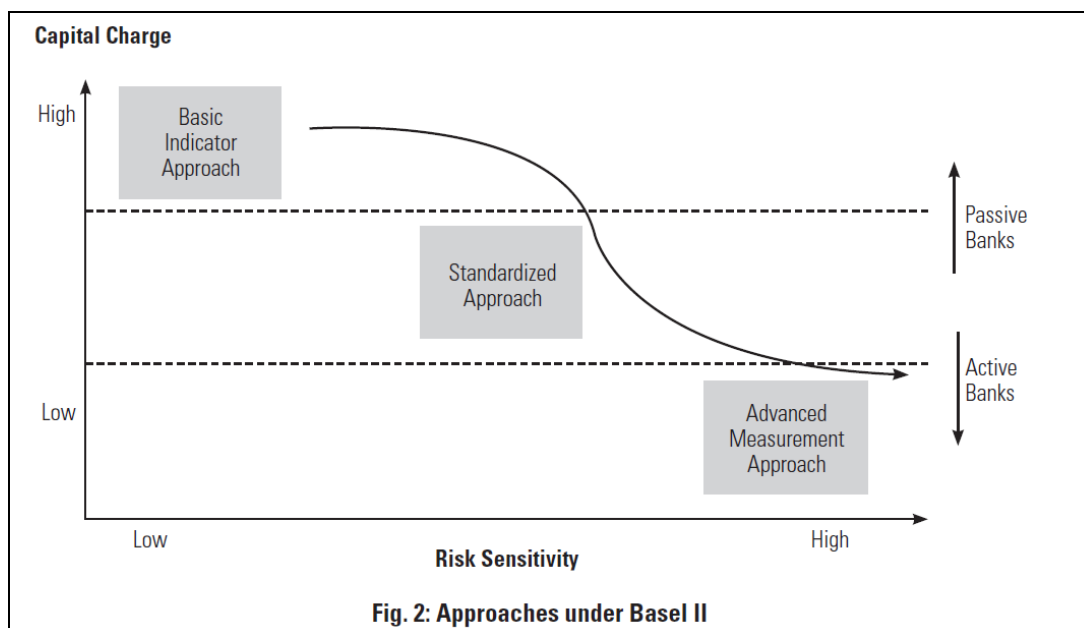 Capital Charge
High
Basic
Indicator
Approach
Passive
Banks
Standardized
Approach
Active
Banks
Low
Advanced
Measurement
Approach
Low
High
Risk Sensitivity
Fig. 2: Approaches under Basel II